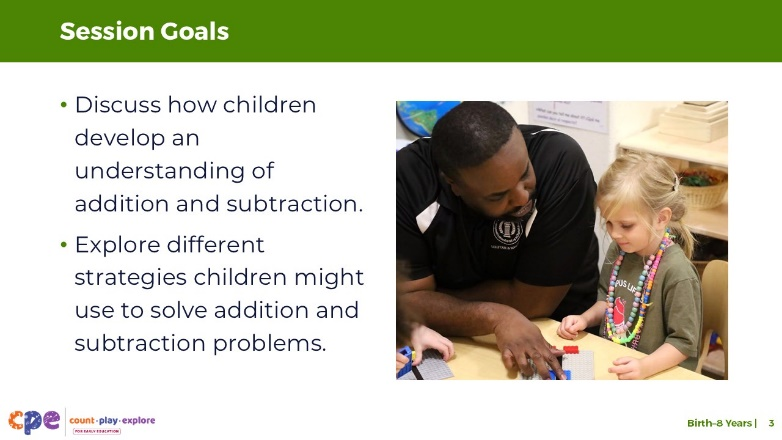 Session Goals
• Discuss how children
develop an
understanding of
addition and subtraction.
• Explore different
strategies children might
use to solve addition and
subtraction problems.
cpe
count·play·explore
FOR EARLY EDUCATION
Birth–8 Years | 3